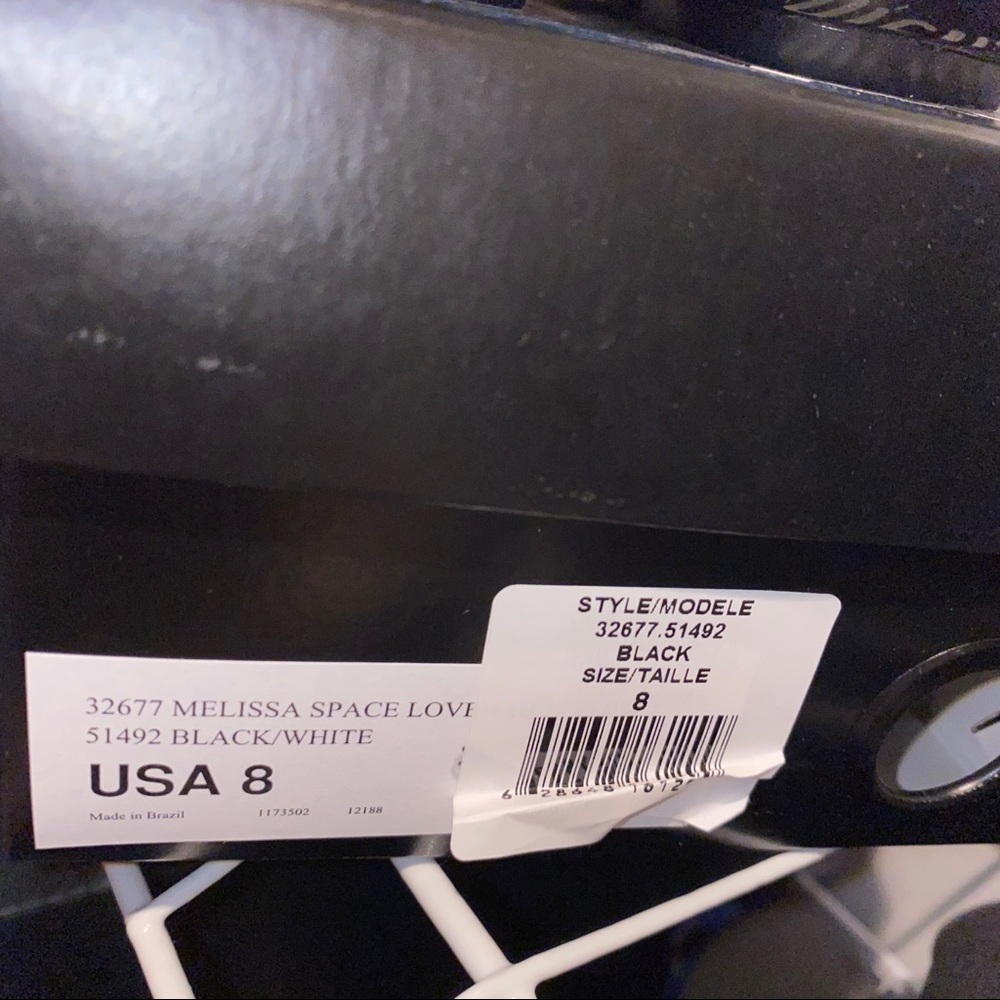 32677 MELISSA SPACE LOVE
51492 BLACK/WHITE
USA 8
Made in Brazil 1173502 12188
STYLE/MODELE
32677.51492
BLACK
SIZE/TAILLE
8